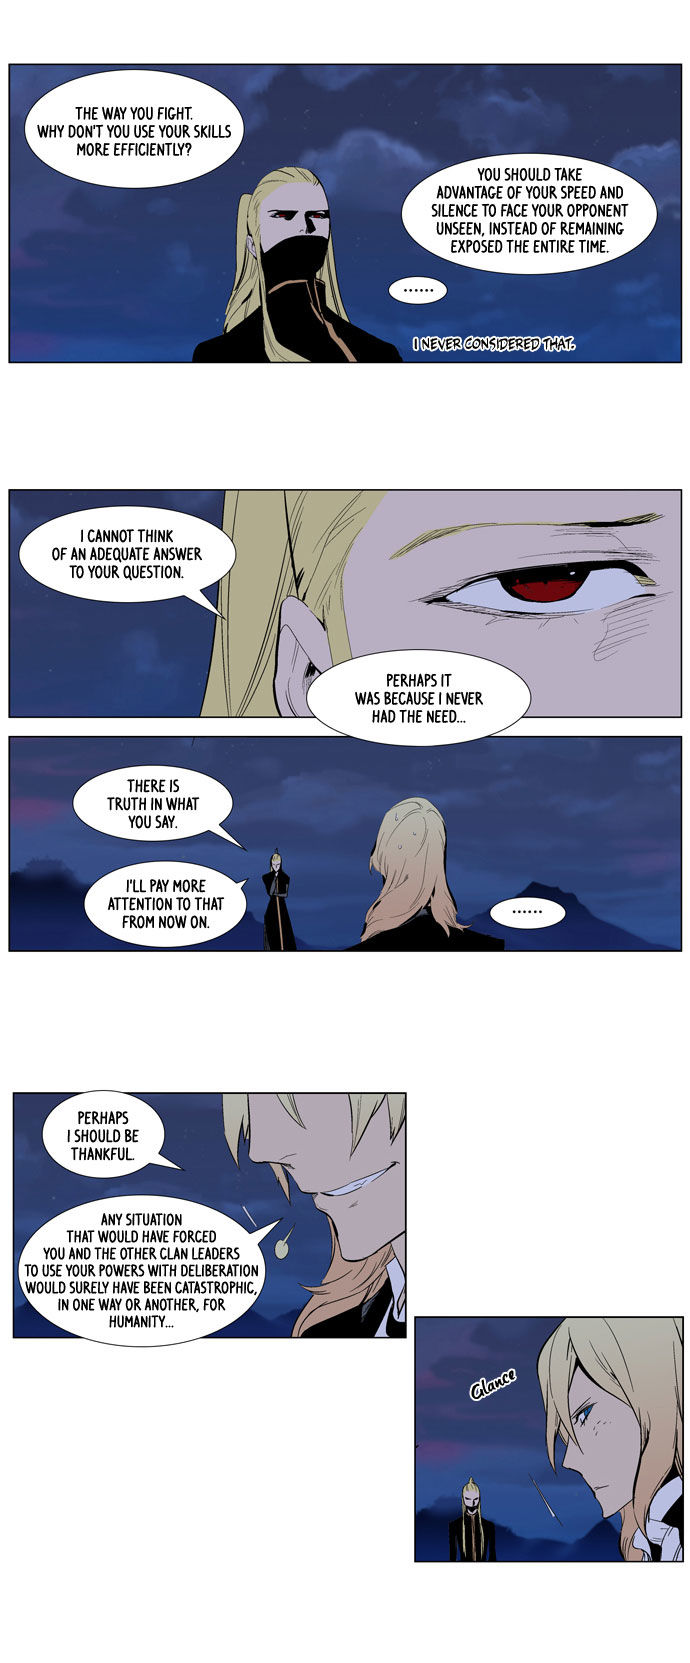 THE WAY YOU FIGHT.
WHY DON'T YOU USE YOUR SKILLS
MORE EFFICIENTLY?
YOU SHOULD TAKE
ADVANTAGE OF YOUR SPEED AND
SILENCE TO FACE YOUR OPPONENT
UNSEEN, INSTEAD OF REMAINING
EXPOSED THE ENTIRE TIME.
......
I NEVER CONSIDERED THAT.
I CANNOT THINK
OF AN ADEQUATE ANSWER
TO YOUR QUESTION.
PERHAPS IT
WAS BECAUSE I NEVER
HAD THE NEED...
THERE IS
TRUTH IN WHAT
YOU SAY.
I'LL PAY MORE
ATTENTION TO THAT
FROM NOW ON.
......
PERHAPS
I SHOULD BE
THANKFUL.
ANY SITUATION
THAT WOULD HAVE FORCED
YOU AND THE OTHER CLAN LEADERS
TO USE YOUR POWERS WITH DELIBERATION
WOULD SURELY HAVE BEEN CATASTROPHIC,
IN ONE WAY OR ANOTHER, FOR
HUMANITY...
Glance